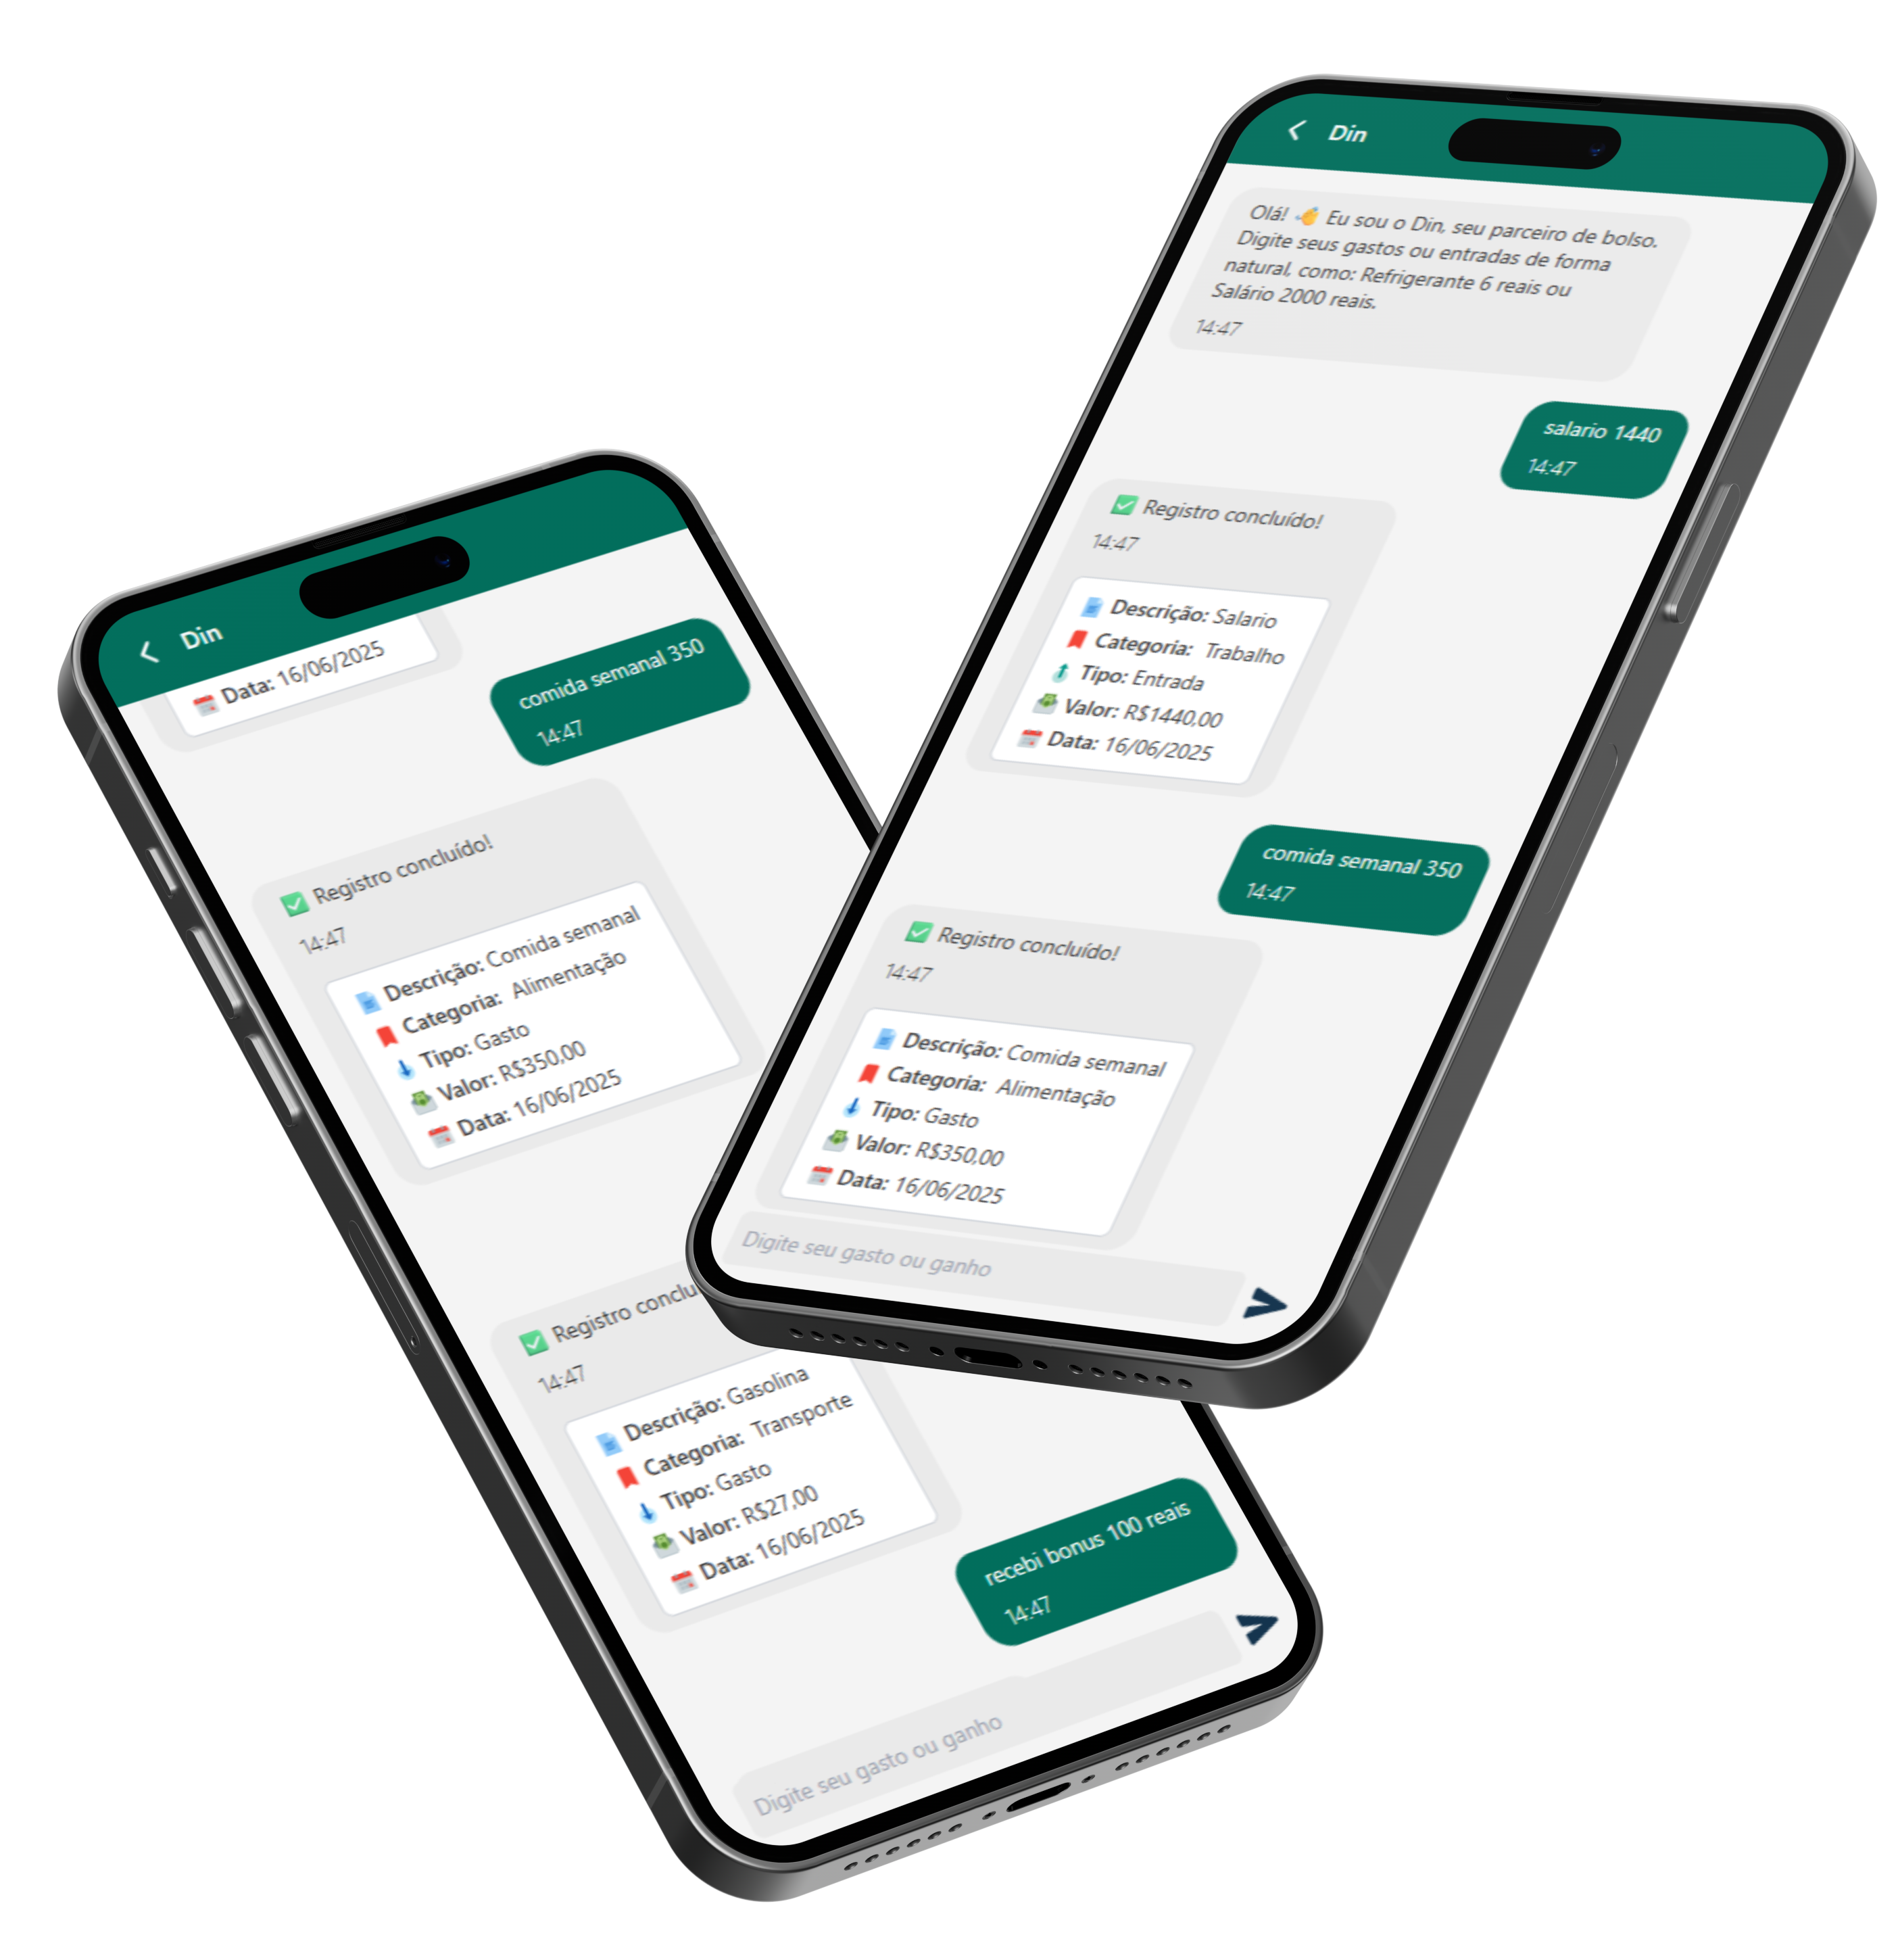 Din
Data: 16/06/2025
comida semanal 350
14:47
Registro concluído!
14:47
Descrição: Comida semanal
Categoria: Alimentação
Tipo: Gasto
Valor: R$350,00
Data: 16/06/2025
Registro conclu
14:47
Descrição: Gasolina
Categoria: Transporte
Tipo: Gasto
Valor: R$27,00
Data: 16/06/2025
recebi bonus 100 reais
14:47
Digite seu gasto ou ganho
Din
Olá! 👋 Eu sou o Din, seu parceiro de bolso.
Digite seus gastos ou entradas de forma
natural, como: Refrigerante 6 reais ou
Salário 2000 reais.
14:47
salario 1440
14:47
Registro concluído!
14:47
Descrição: Salario
Categoria: Trabalho
Tipo: Entrada
Valor: R$1440,00
Data: 16/06/2025
comida semanal 350
14:47
Registro concluído!
14:47
Descrição: Comida semanal
Categoria: Alimentação
Tipo: Gasto
Valor: R$350,00
Data: 16/06/2025
Digite seu gasto ou ganho